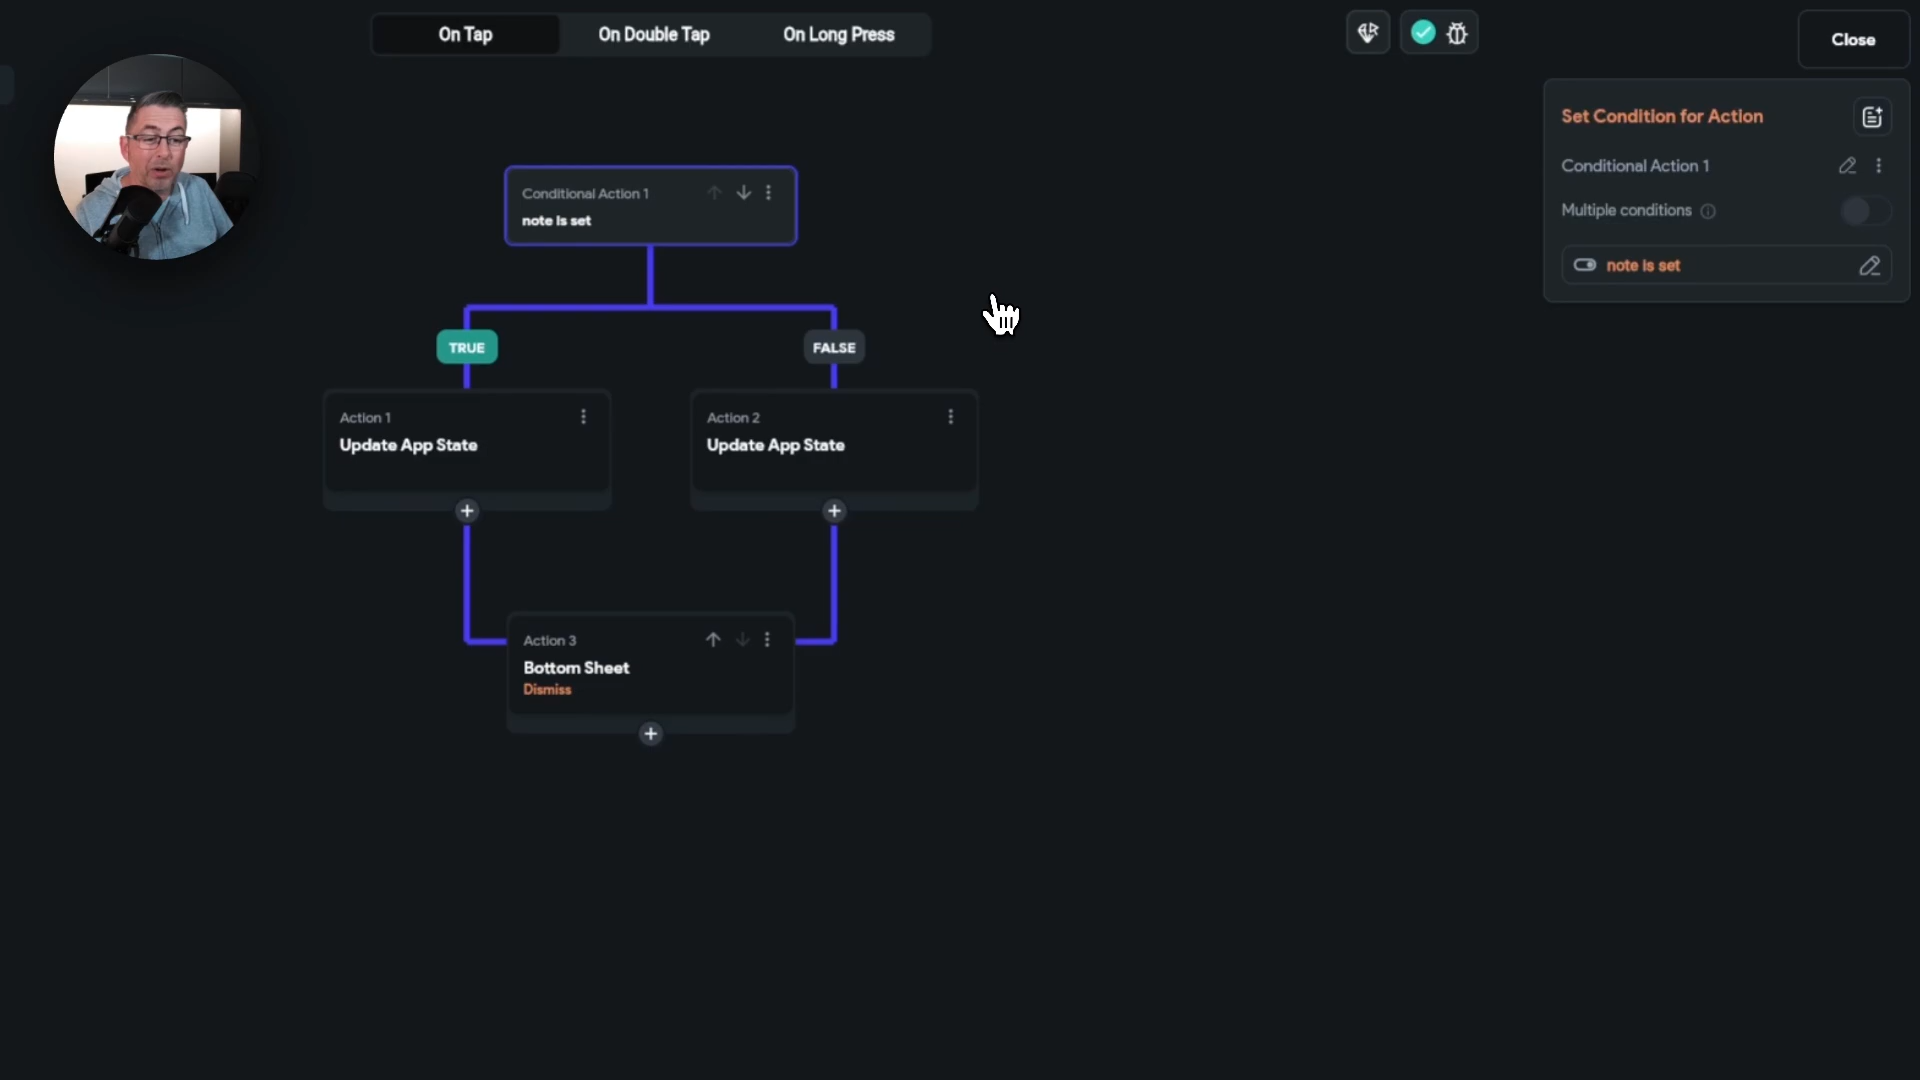 On Tap
On Double Tap
On Long Press
Close
Set Condition for Action
Conditional Action 1
Multiple conditions
note is set
Conditional Action 1
note is set
TRUE
FALSE
Action 1
Update App State
Action 2
Update App State
Action 3
Bottom Sheet
Dismiss